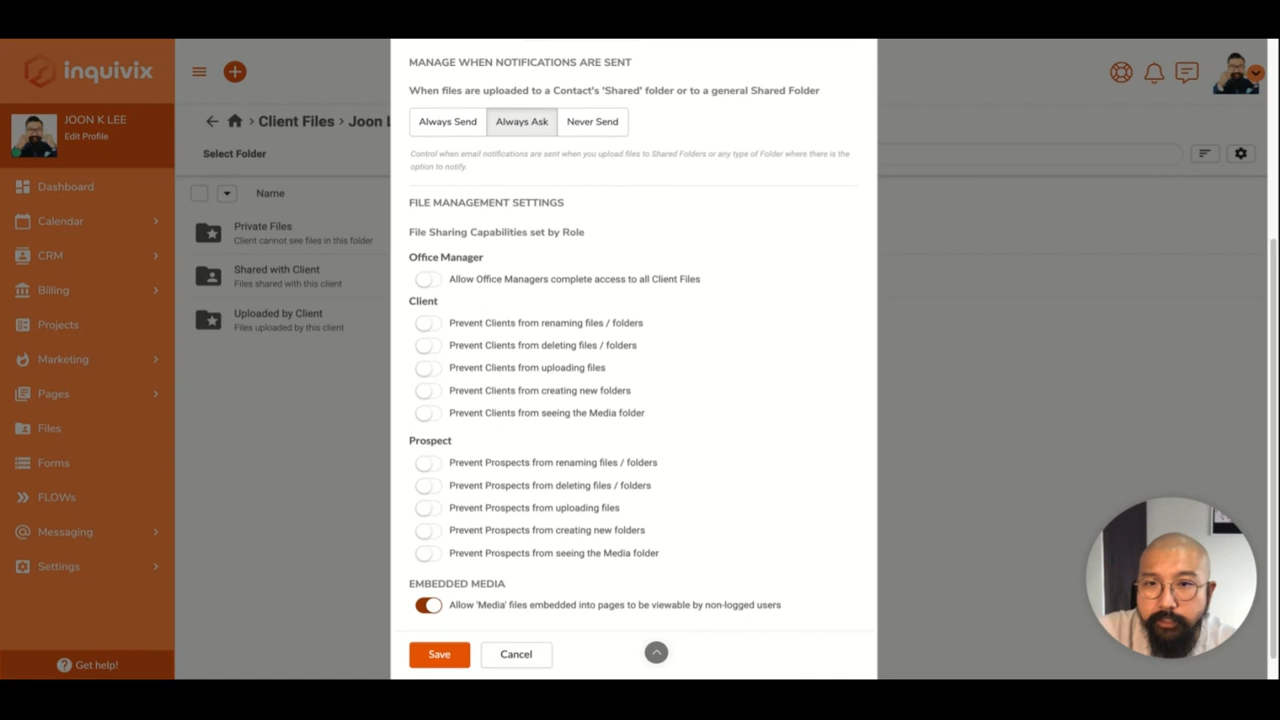 inquivix
JOON K LEE
Edit Profile
Dashboard
Calendar
CRM
Billing
Projects
Marketing
Pages
Files
Forms
FLOWs
Messaging
Settings
Get help!
Client Files > Joon L
Select Folder
Name
Private Files
Client cannot see files in this folder
Shared with Client
Files shared with this client
Uploaded by Client
Files uploaded by this client
MANAGE WHEN NOTIFICATIONS ARE SENT
When files are uploaded to a Contact's 'Shared' folder or to a general Shared Folder
Always Send Always Ask Never Send
Control when email notifications are sent when you upload files to Shared Folders or any type of Folder where there is the
option to notify.
FILE MANAGEMENT SETTINGS
File Sharing Capabilities set by Role
Office Manager
Allow Office Managers complete access to all Client Files
Client
Prevent Clients from renaming files / folders
Prevent Clients from deleting files / folders
Prevent Clients from uploading files
Prevent Clients from creating new folders
Prevent Clients from seeing the Media folder
Prospect
Prevent Prospects from renaming files / folders
Prevent Prospects from deleting files / folders
Prevent Prospects from uploading files
Prevent Prospects from creating new folders
Prevent Prospects from seeing the Media folder
EMBEDDED MEDIA
Allow 'Media' files embedded into pages to be viewable by non-logged users
Save Cancel